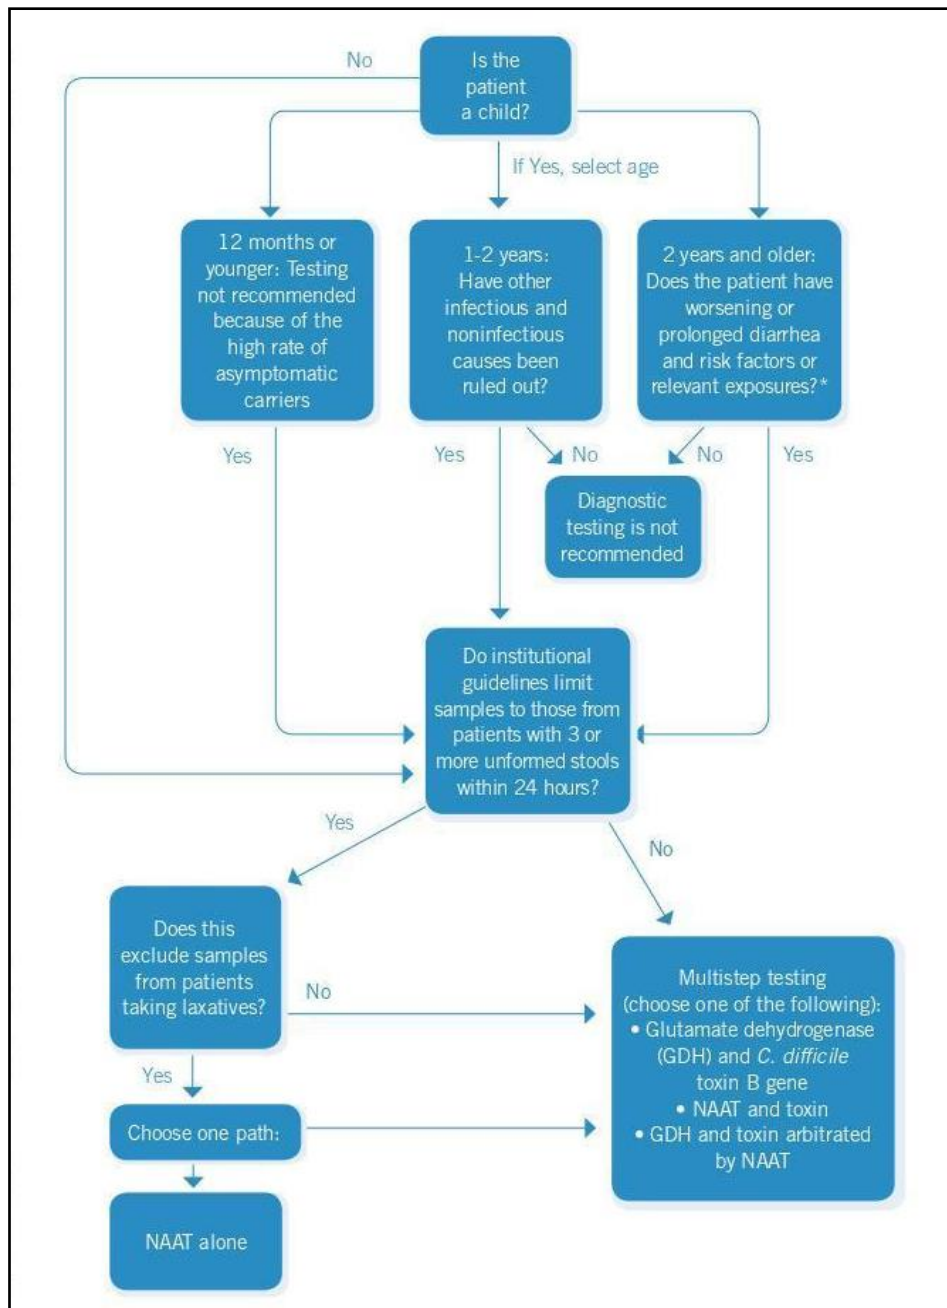 No
Is the
patient
a child?
If Yes, select age
12 months or
younger: Testing
not recommended
because of the
high rate of
asymptomatic
carriers
1-2 years:
Have other
infectious and
noninfectious
causes been
ruled out?
2 years and older:
Does the patient have
worsening or
prolonged diarrhea
and risk factors or
relevant exposures?*
Yes
Yes
No
No
Yes
Diagnostic
testing is not
recommended
Do institutional
guidelines limit
samples to those from
patients with 3 or
more unformed stools
within 24 hours?
Yes
No
Does this
exclude samples
from patients
taking laxatives?
No
Multistep testing
(choose one of the following):
• Glutamate dehydrogenase
(GDH) and C. difficile
toxin B gene
• NAAT and toxin
• GDH and toxin arbitrated
by NAAT
Yes
Choose one path:
NAAT alone